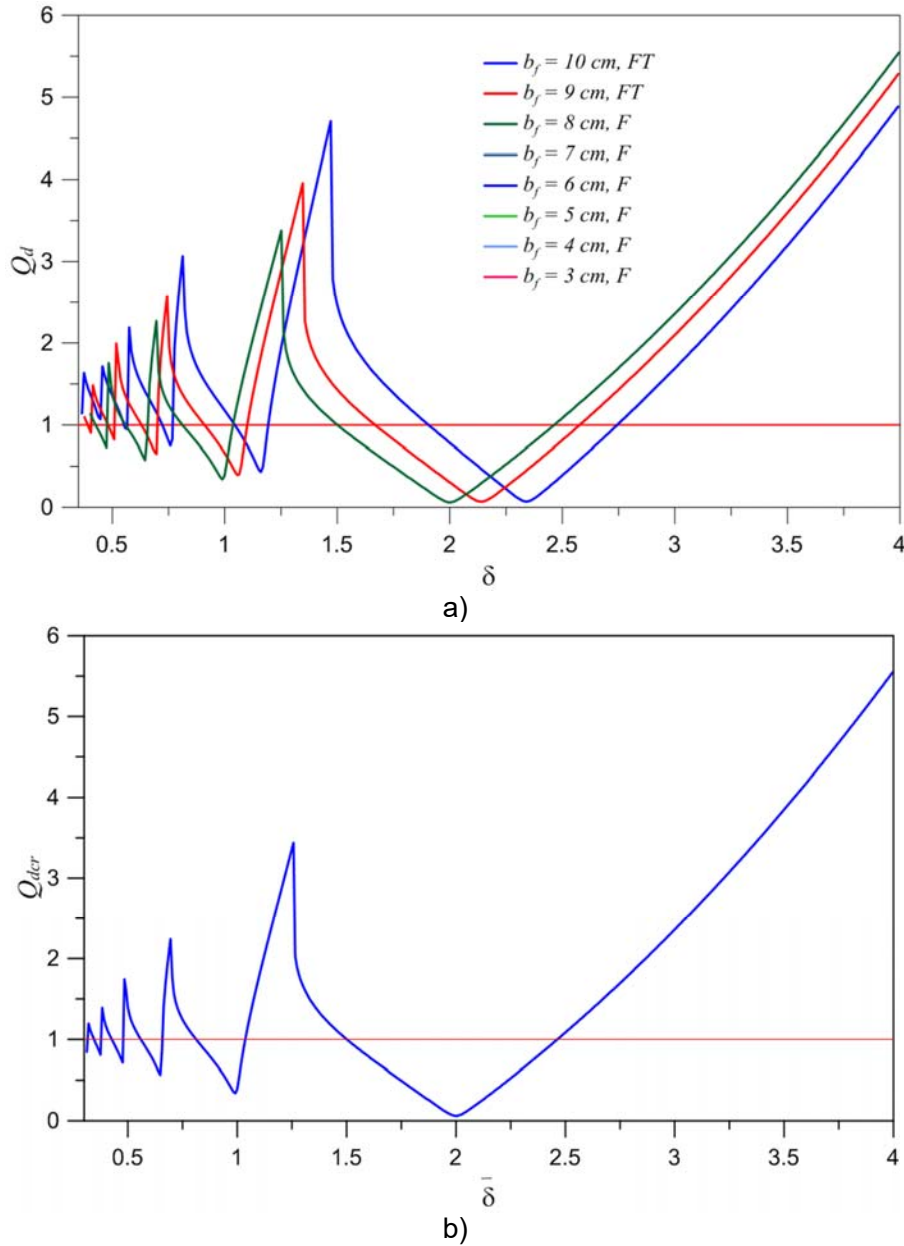 6
5
4
3
2
1
0
Q_d
b_f = 10 cm, FT
b_f = 9 cm, FT
b_f = 8 cm, F
b_f = 7 cm, F
b_f = 6 cm, F
b_f = 5 cm, F
b_f = 4 cm, F
b_f = 3 cm, F
0.5 1 1.5 2 2.5 3 3.5 4
δ
a)
6
5
4
3
2
1
0
Q_dcr
0.5 1 1.5 2 2.5 3 3.5 4
δ̄
b)